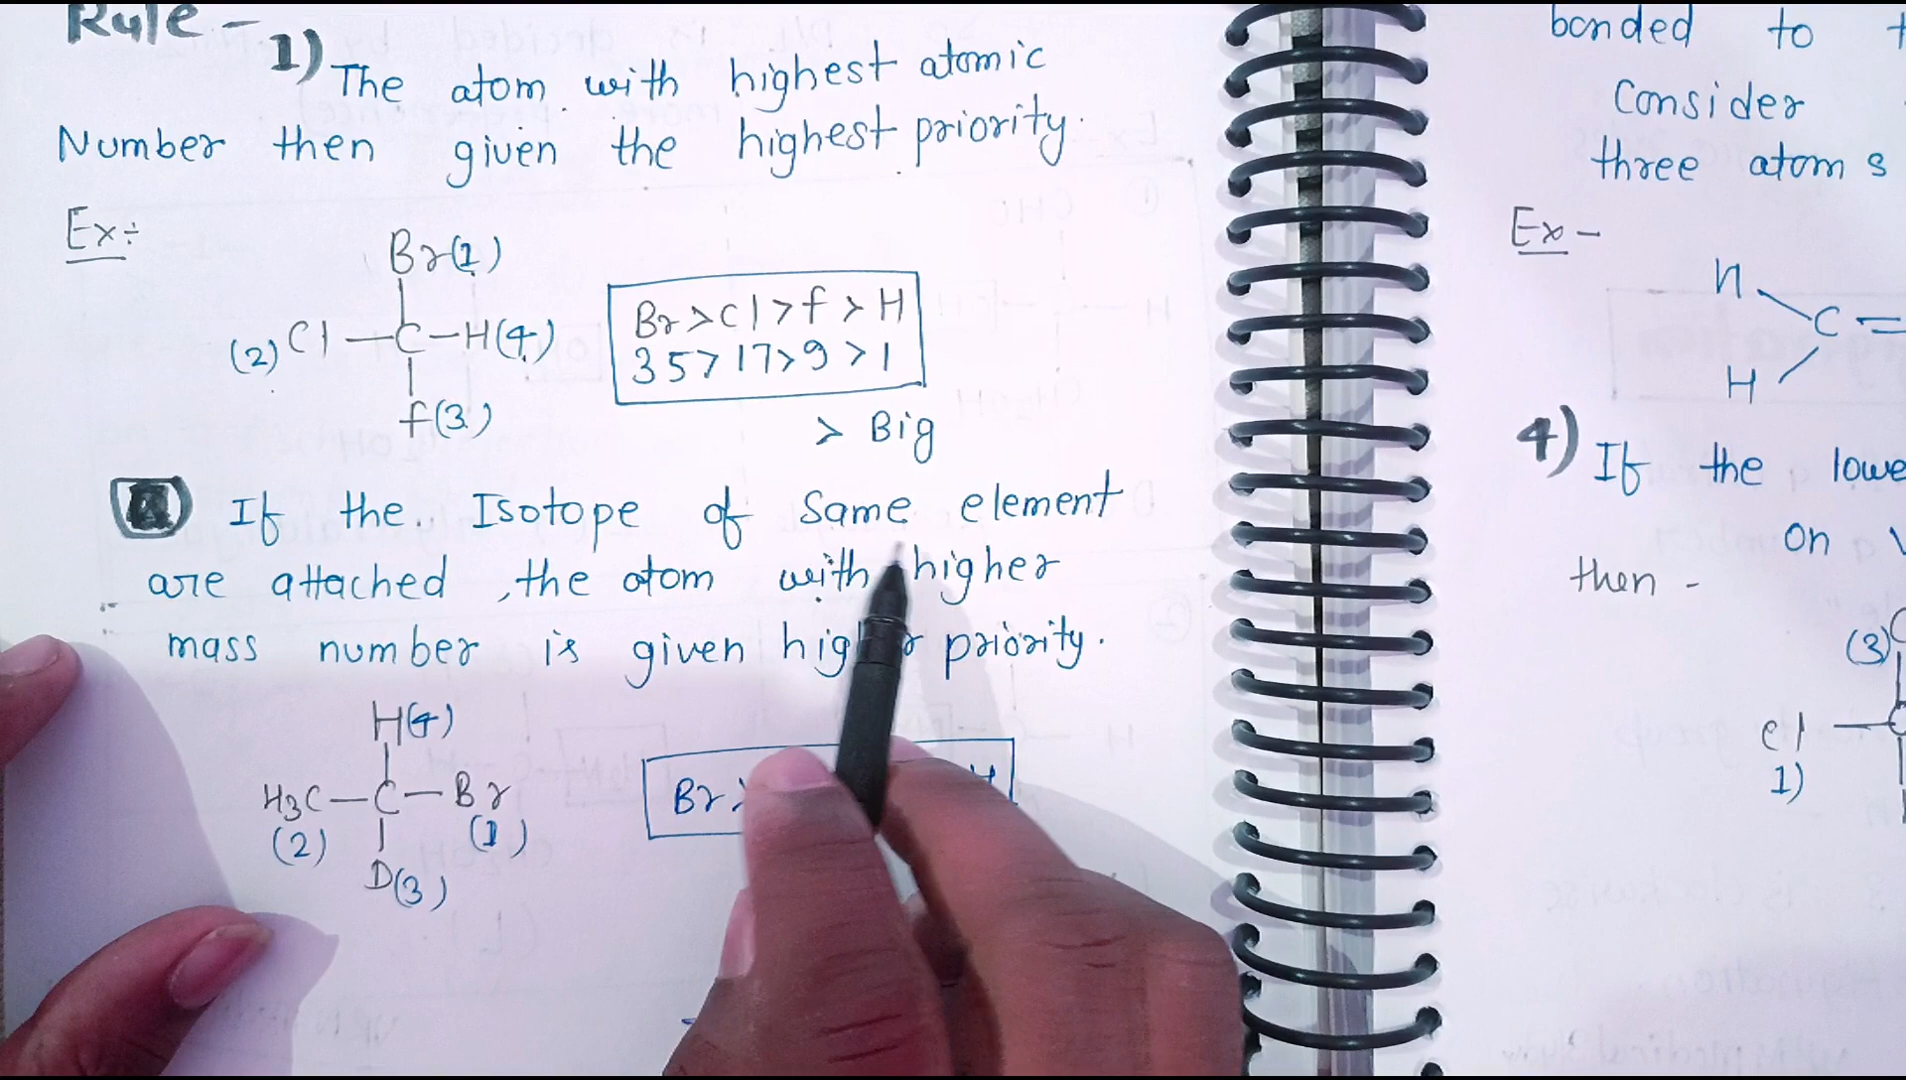 Rule -
1) The atom with highest atomic
Number then given the highest priority.
Ex÷
Br(1)
(2) Cl — C — H(4)
f(3)
Br > Cl > f > H
35 > 17 > 9 > 1
> Big
If the Isotope of Same element
are attached, the atom with higher
mass number is given priority.
H(4)
H3C — C — Br
(2) (1)
D(3)
Br >
bonded to
Consider
three atoms
Ex -
H
C =
H
4) If the
on
then -
(3)
1)